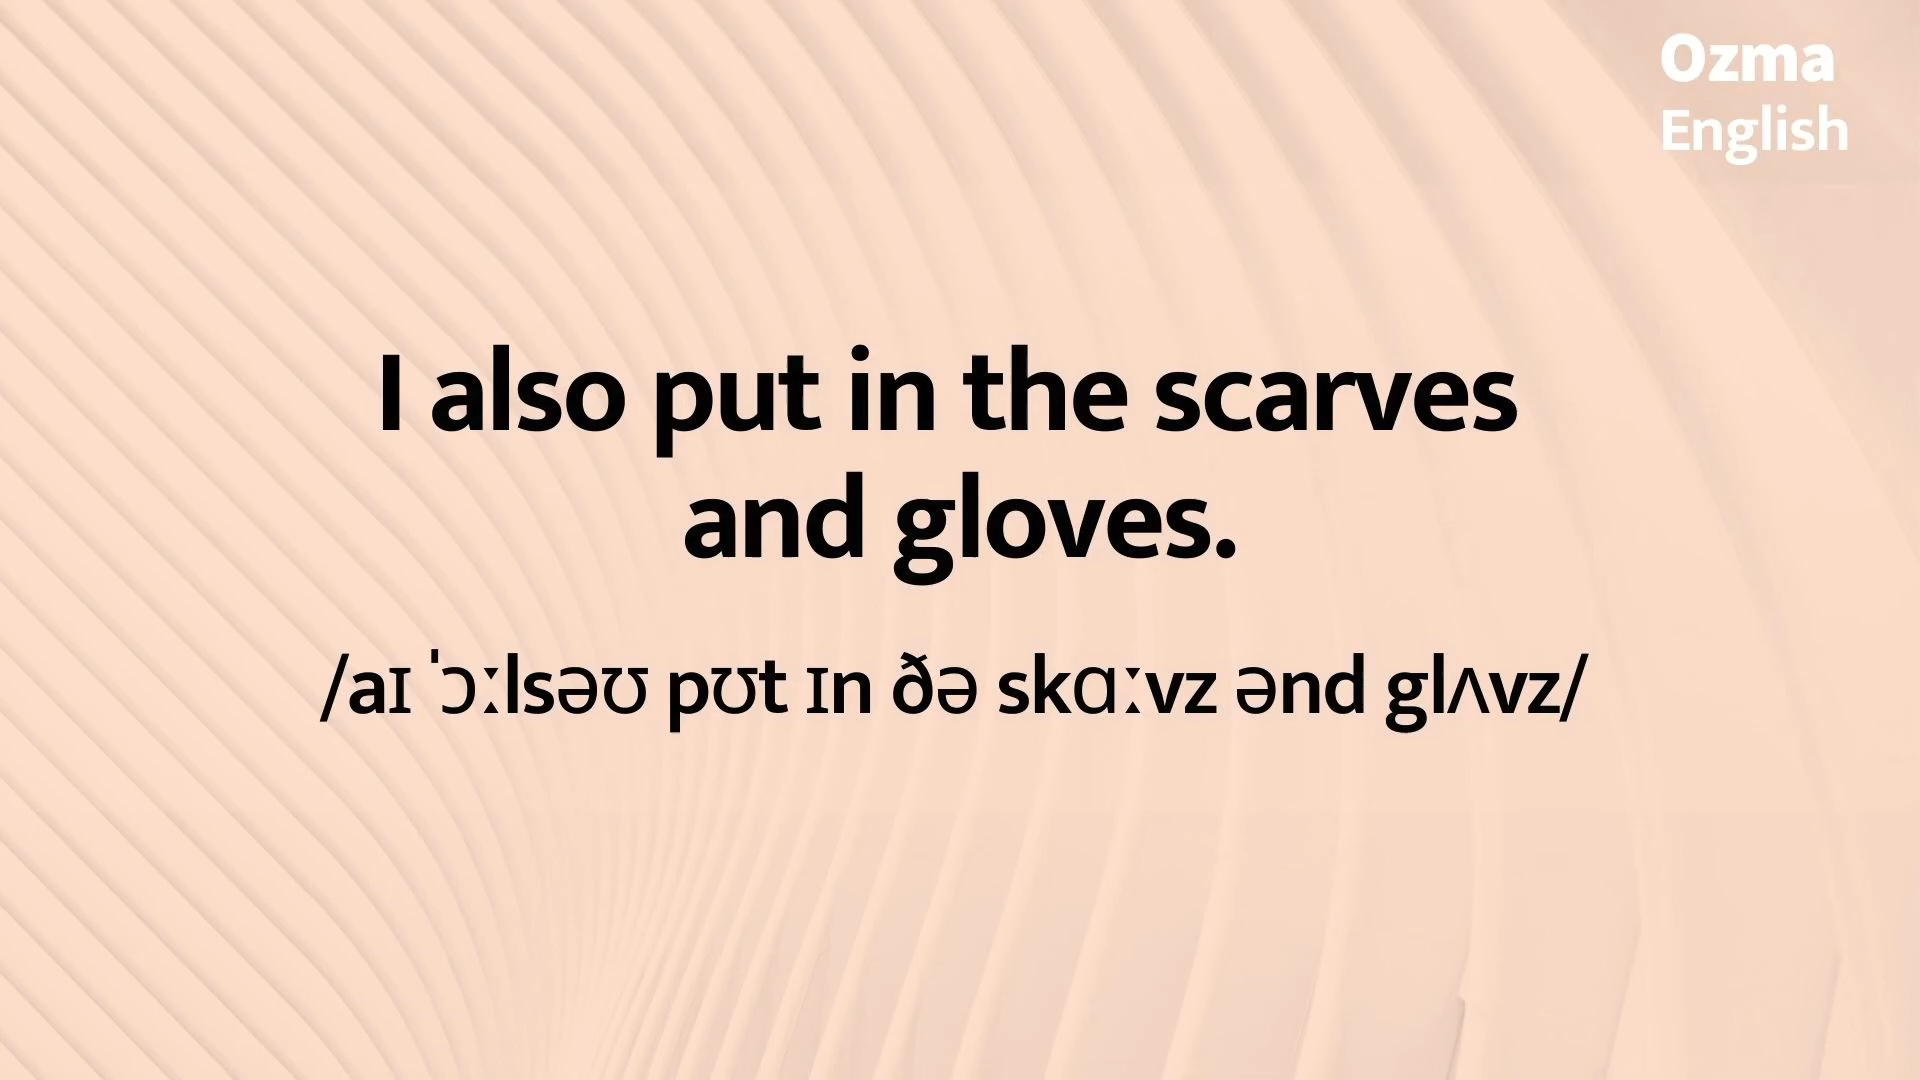 Ozma
English
I also put in the scarves
and gloves.
/aɪ ˈɔːlsəʊ pʊt ɪn ðə skɑːvz ənd glʌvz/